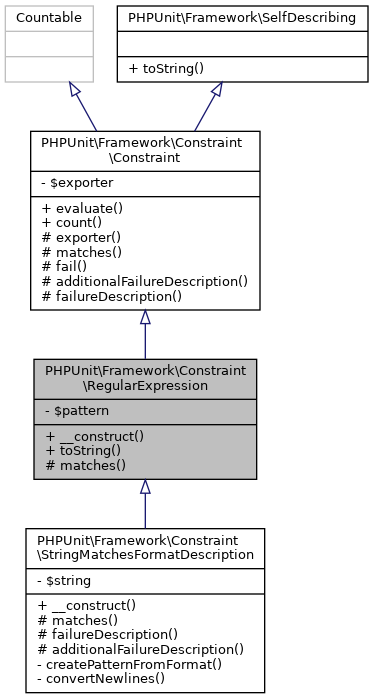 Countable
PHPUnit\Framework\SelfDescribing
+ toString()
PHPUnit\Framework\Constraint
\Constraint
- $exporter
+ evaluate()
+ count()
# exporter()
# matches()
# fail()
# additionalFailureDescription()
# failureDescription()
PHPUnit\Framework\Constraint
\RegularExpression
- $pattern
+ __construct()
+ toString()
# matches()
PHPUnit\Framework\Constraint
\StringMatchesFormatDescription
- $string
+ __construct()
# matches()
# failureDescription()
# additionalFailureDescription()
- createPatternFromFormat()
- convertNewlines()